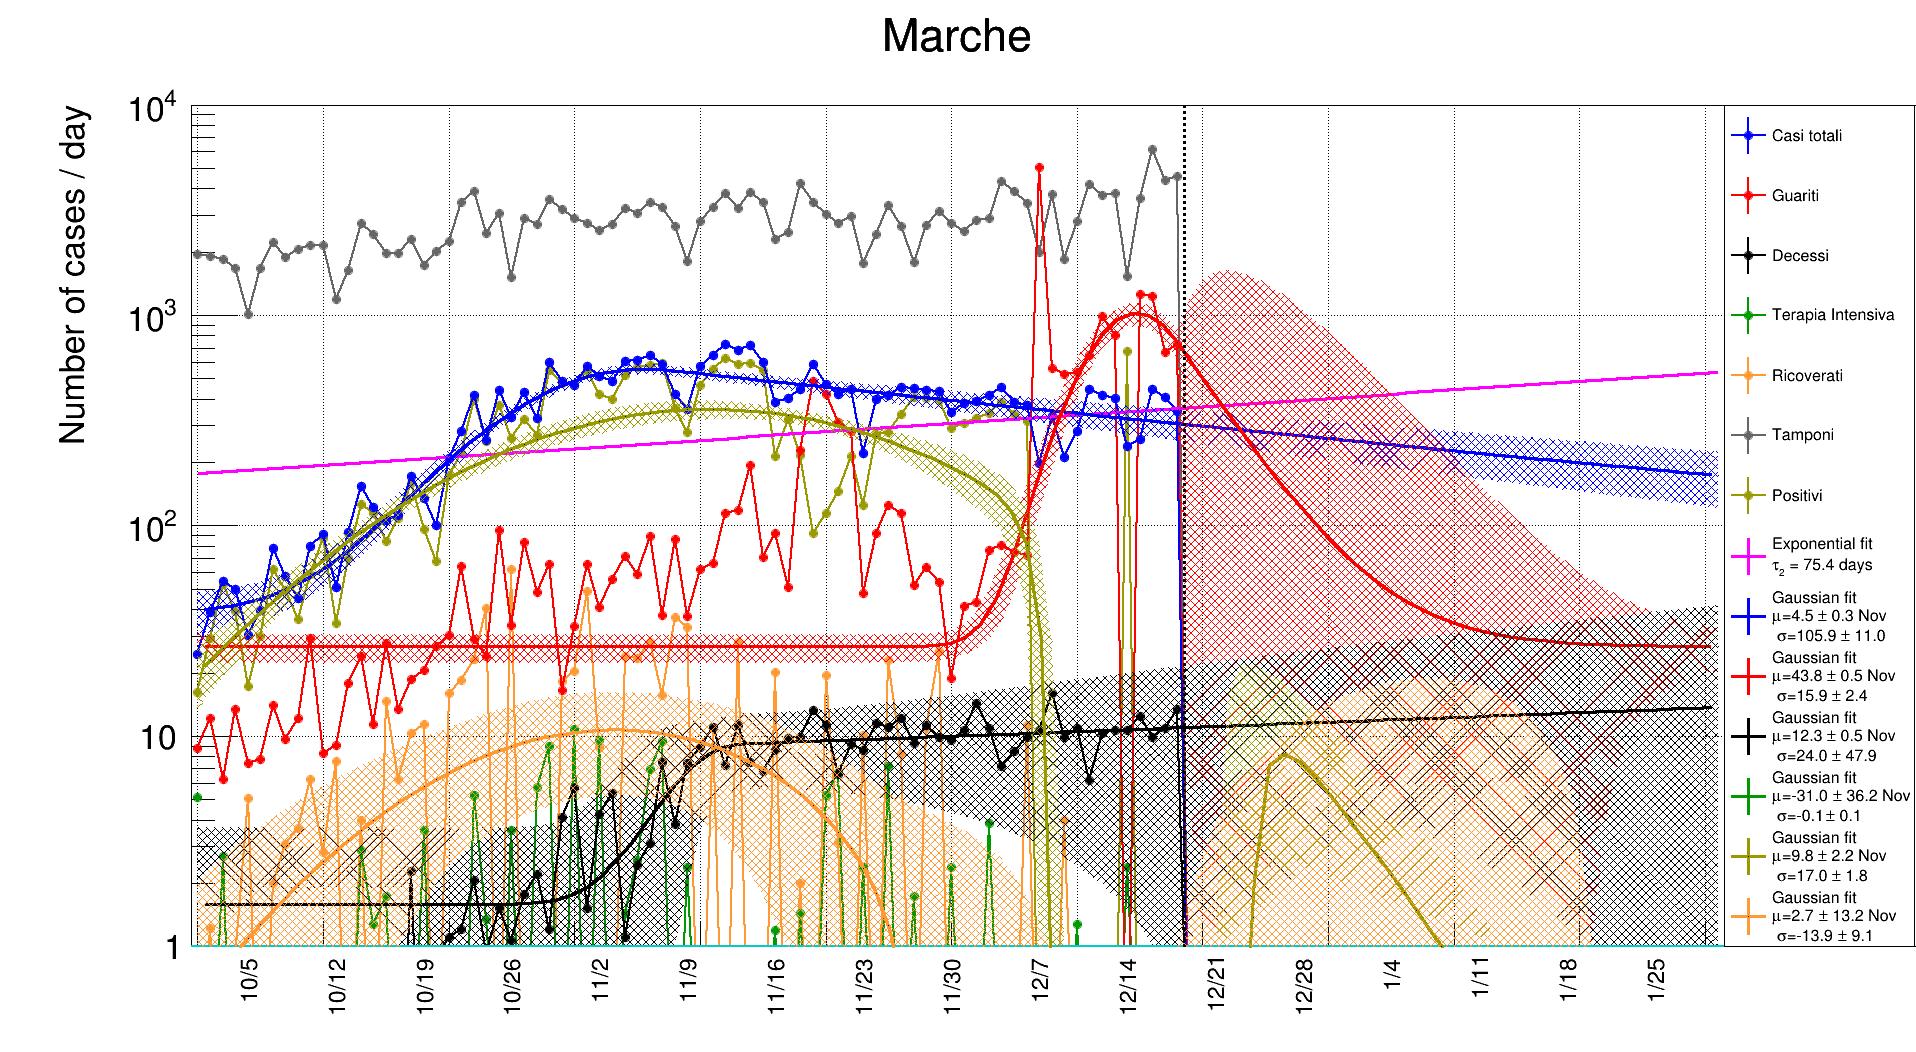 Marche
Number of cases / day
10^4
10^3
10^2
10
1
10/5
10/12
10/19
10/26
11/2
11/9
11/16
11/23
11/30
12/7
12/14
12/21
12/28
1/4
1/11
1/18
1/25
Casi totali
Guariti
Decessi
Terapia Intensiva
Ricoverati
Tamponi
Positivi
Exponential fit
τ₂ = 75.4 days
Gaussian fit
μ=4.5 ± 0.3 Nov
σ=105.9 ± 11.0
Gaussian fit
μ=43.8 ± 0.5 Nov
σ=15.9 ± 2.4
Gaussian fit
μ=12.3 ± 0.5 Nov
σ=24.0 ± 47.9
Gaussian fit
μ=-31.0 ± 36.2 Nov
σ=-0.1 ± 0.1
Gaussian fit
μ=9.8 ± 2.2 Nov
σ=17.0 ± 1.8
Gaussian fit
μ=2.7 ± 13.2 Nov
σ=-13.9 ± 9.1